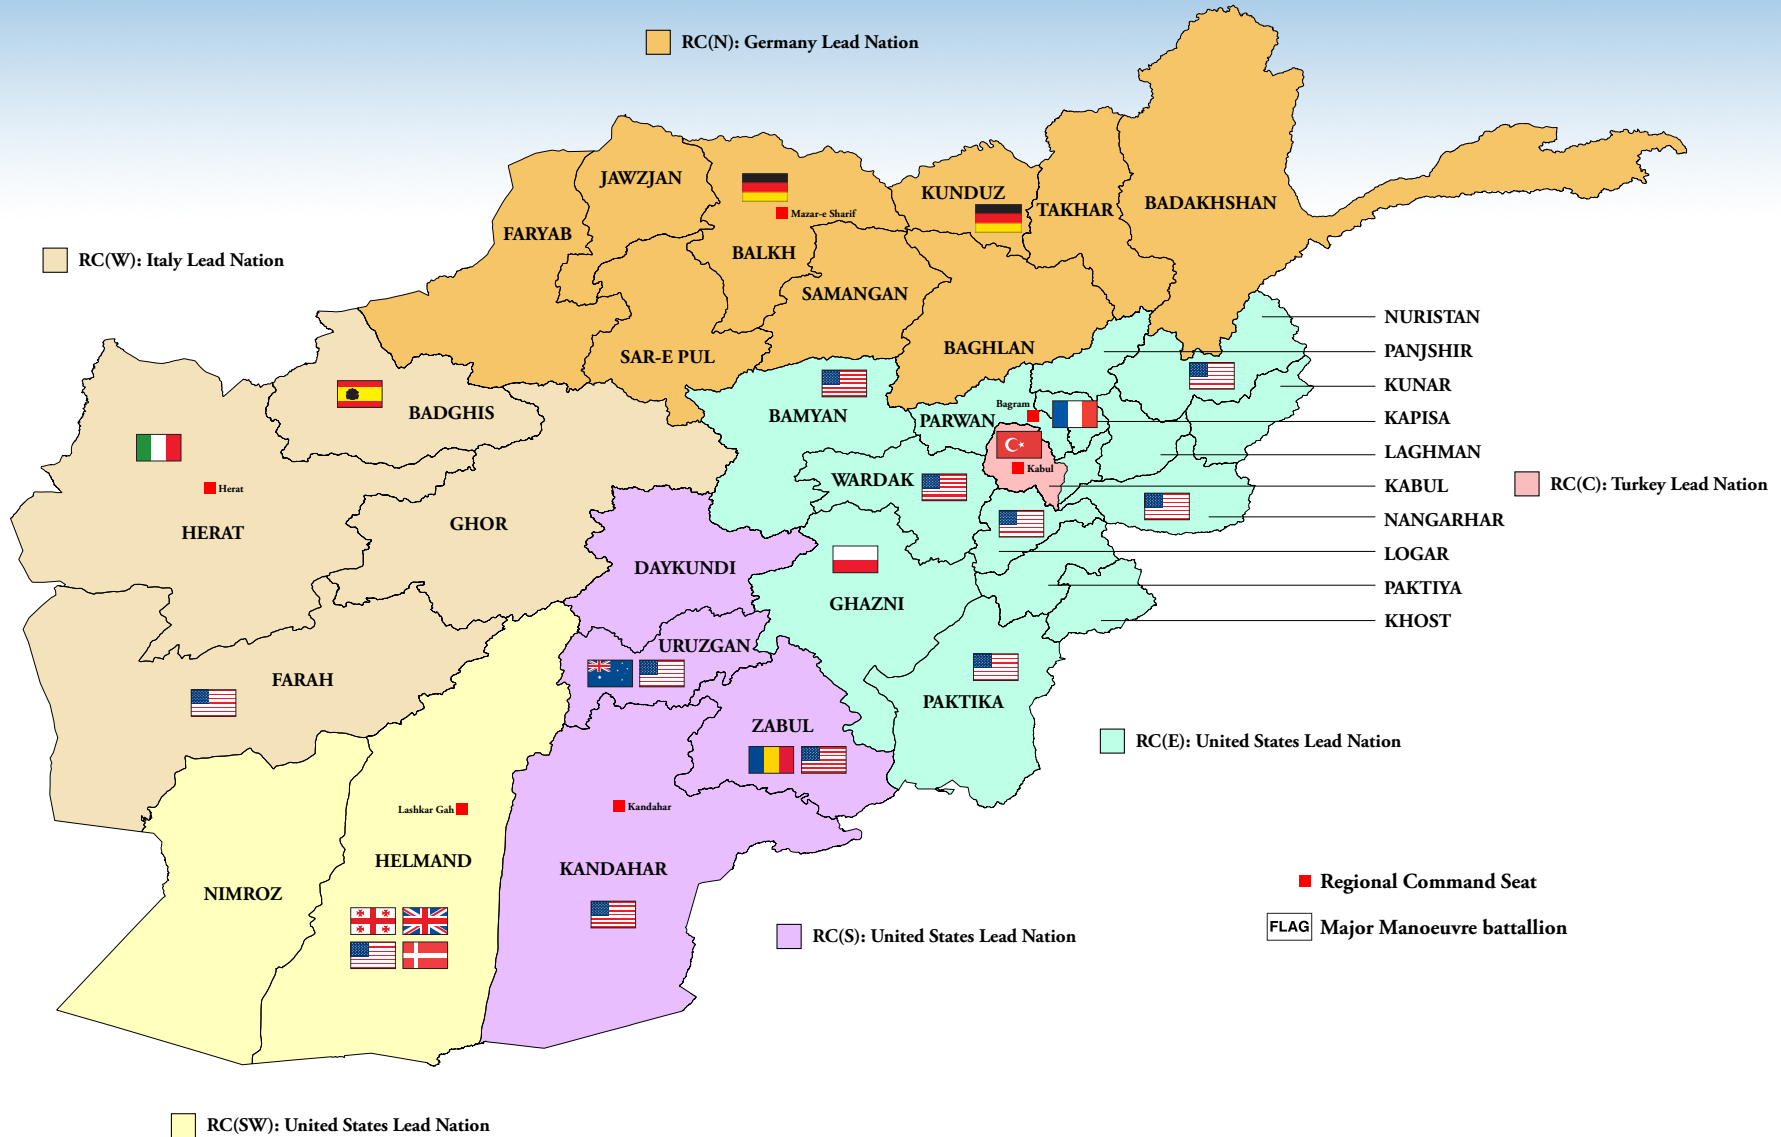 RC(N): Germany Lead Nation
JAWZJAN
KUNDUZ
TAKHAR
BADAKHSHAN
Mazar-e Sharif
FARYAB
BALKH
RC(W): Italy Lead Nation
SAMANGAN
NURISTAN
SAR-E PUL
BAGHLAN
PANJSHIR
KUNAR
BADGHIS
BAMYAN
PARWAN
Bagram
KAPISA
LAGHMAN
Kabul
WARDAK
KABUL
RC(C): Turkey Lead Nation
Herat
HERAT
GHOR
NANGARHAR
LOGAR
DAYKUNDI
PAKTIYA
GHAZNI
KHOST
URUZGAN
FARAH
PAKTIKA
ZABUL
RC(E): United States Lead Nation
Lashkar Gah
Kandahar
HELMAND
KANDAHAR
NIMROZ
Regional Command Seat
FLAG Major Manoeuvre battallion
RC(S): United States Lead Nation
RC(SW): United States Lead Nation